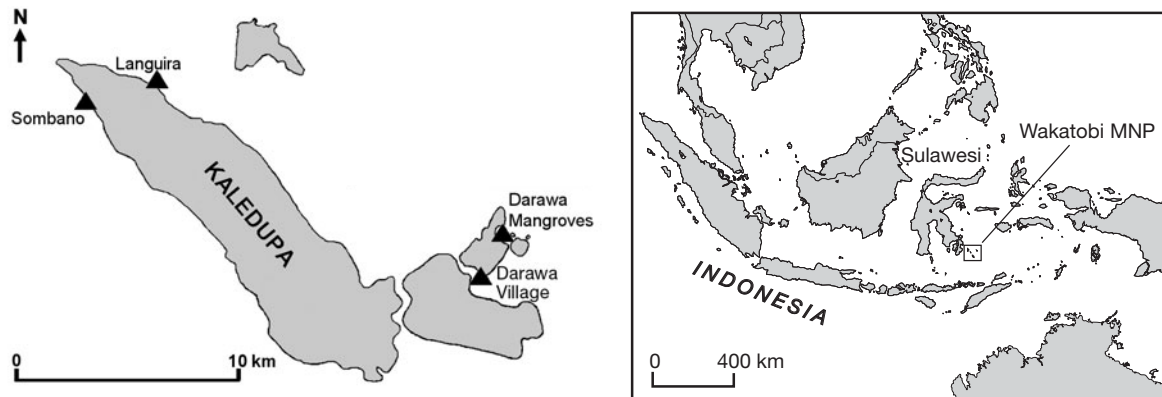 N
Languira
Sombano
KALEDUPA
Darawa
Mangroves
Darawa
Village
0
10 km
Wakatobi MNP
Sulawesi
INDONESIA
0
400 km